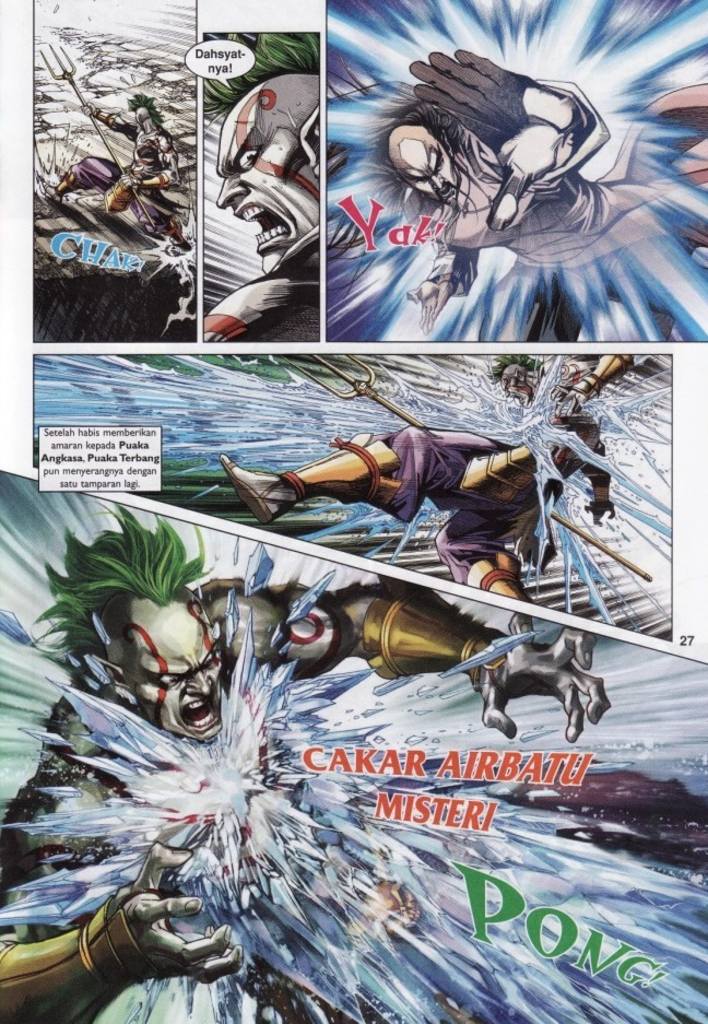 Dahsyat-
nya!
CHAK!
Yak!
Setelah habis memberikan
amaran kepada Puaka
Angkasa, Puaka Terbang
pun menyerangnya dengan
satu tamparan lagi.
27
CAKAR AIRBATU
MISTERI
PONG!